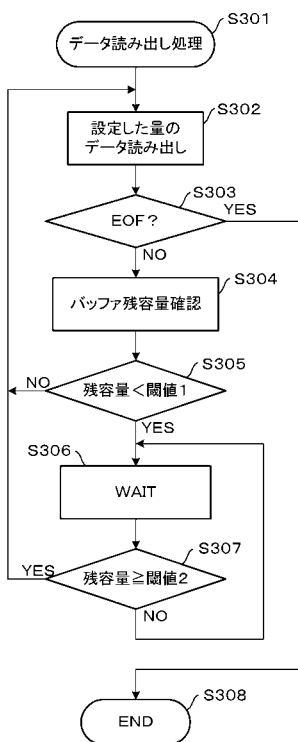 S301
データ読み出し処理
S302
設定した量の
データ読み出し
S303
EOF?
YES
NO
S304
バッファ残容量確認
S305
残容量<閾値1
NO
YES
S306
WAIT
S307
残容量≧閾値2
YES
NO
S308
END